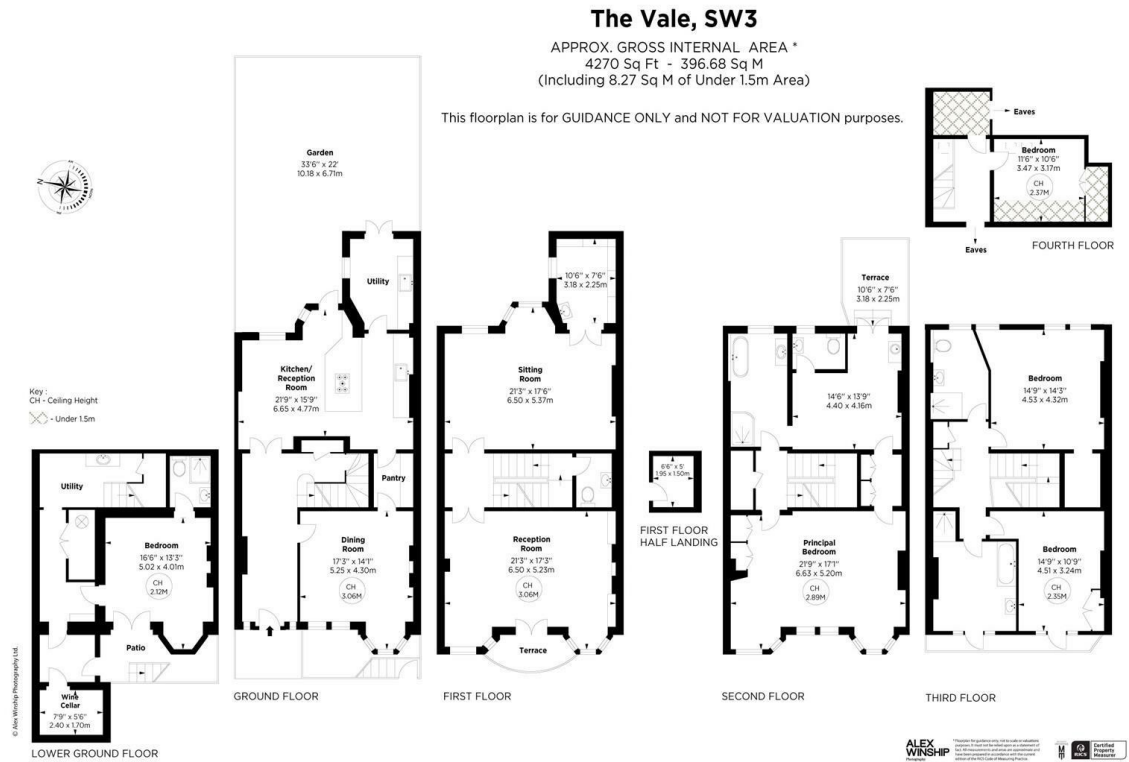 The Vale, SW3
APPROX. GROSS INTERNAL AREA *
4270 Sq Ft - 396.68 Sq M
(Including 8.27 Sq M of Under 1.5m Area)
This floorplan is for GUIDANCE ONLY and NOT FOR VALUATION purposes.
N
Key :
CH - Ceiling Height
- Under 1.5m
Utility
Bedroom
16'6" x 13'3"
5.02 x 4.01m
CH
2.12M
Patio
Wine
Cellar
7'9" x 5'6"
2.40 x 1.70m
LOWER GROUND FLOOR
Garden
33'6" x 22'
10.18 x 6.71m
Utility
Kitchen/
Reception
Room
21'9" x 15'9"
6.65 x 4.77m
Pantry
Dining
Room
17'3" x 14'1"
5.25 x 4.30m
CH
3.06M
GROUND FLOOR
10'6" x 7'6"
3.18 x 2.25m
Sitting
Room
21'3" x 17'6"
6.50 x 5.37m
Reception
Room
21'3" x 17'3"
6.50 x 5.23m
CH
3.06M
Terrace
FIRST FLOOR
6'6" x 5'
1.95 x 1.50m
FIRST FLOOR
HALF LANDING
Terrace
10'6" x 7'6"
3.18 x 2.25m
14'6" x 13'9"
4.40 x 4.16m
Principal
Bedroom
21'9" x 17'1"
6.63 x 5.20m
CH
2.89M
SECOND FLOOR
Bedroom
14'9" x 14'3"
4.53 x 4.32m
Bedroom
14'9" x 10'9"
4.51 x 3.24m
CH
2.35M
THIRD FLOOR
Eaves
Bedroom
11'6" x 10'6"
3.47 x 3.17m
CH
2.37M
Eaves
FOURTH FLOOR
© Alex Winship Photography Ltd.
ALEX
WINSHIP
Photography
RICS
Certified
Property
Measurer